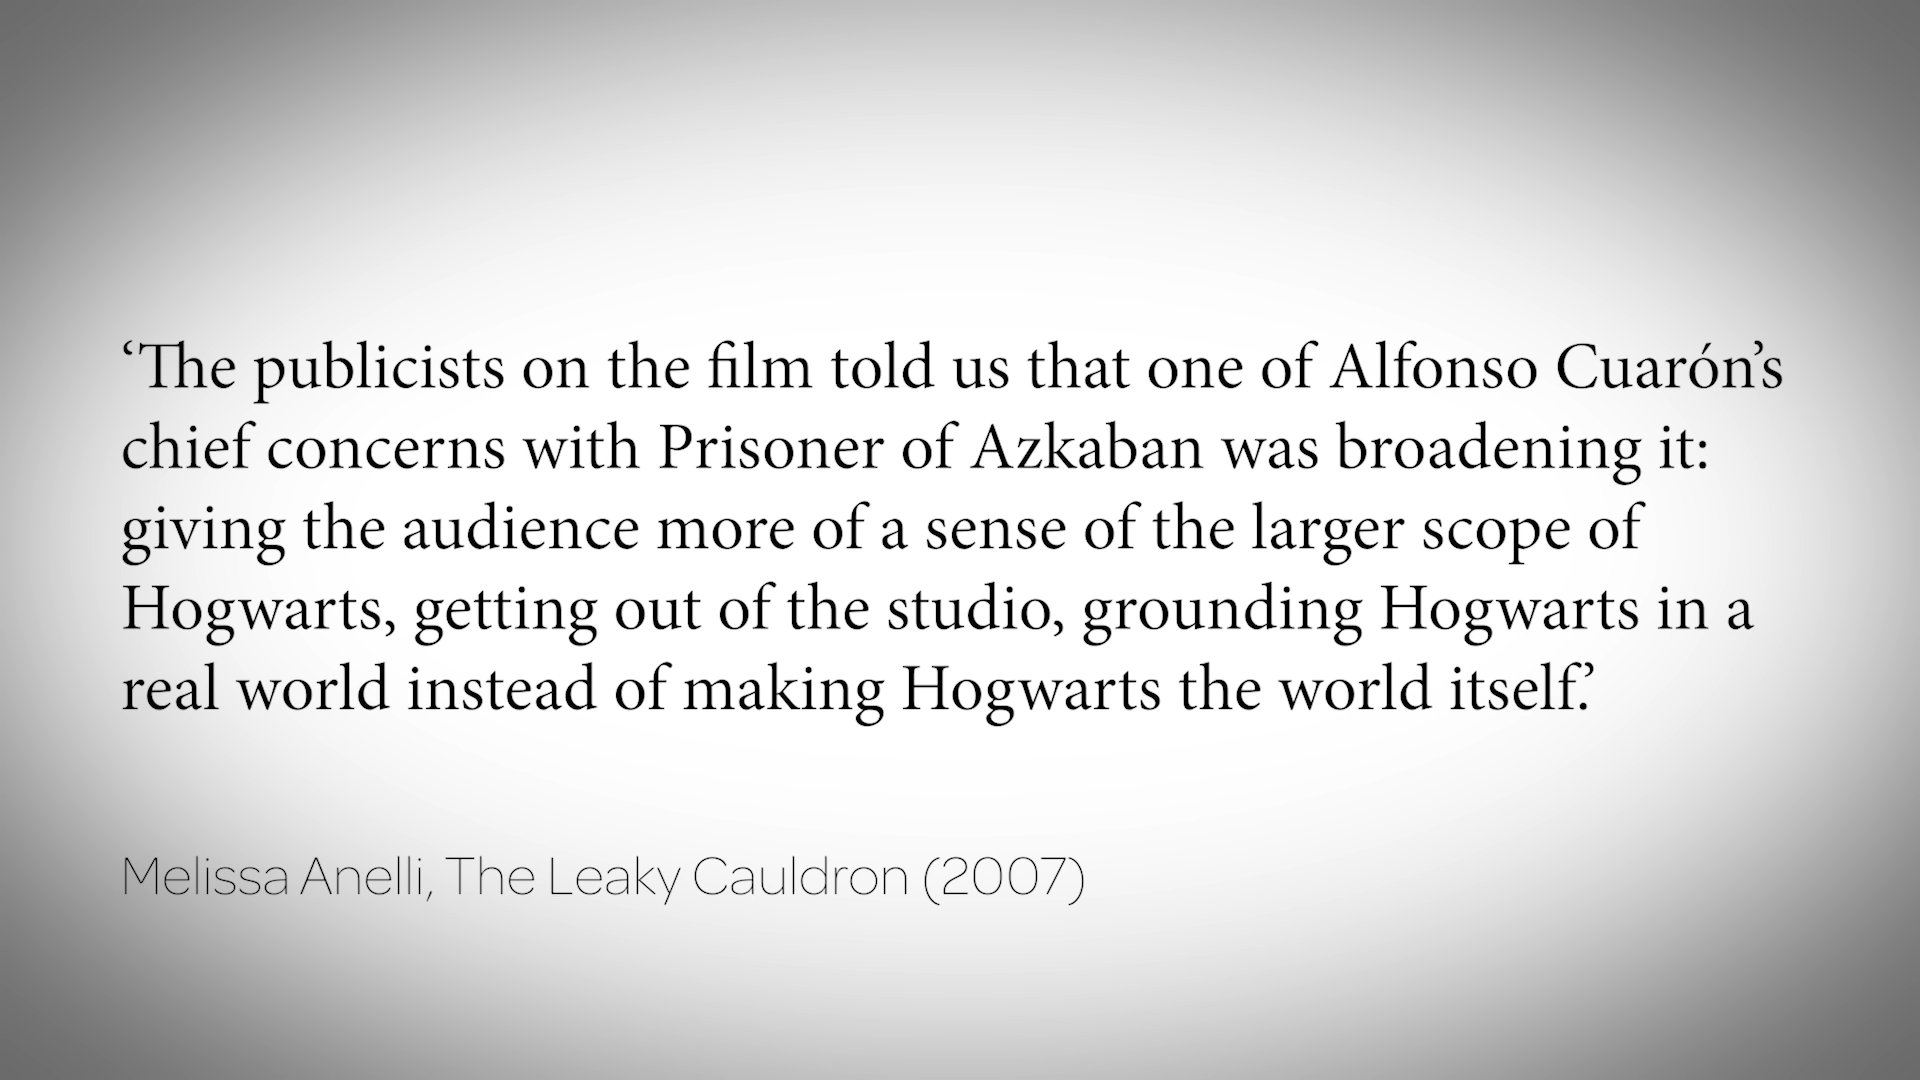 ‘The publicists on the film told us that one of Alfonso Cuarón’s
chief concerns with Prisoner of Azkaban was broadening it:
giving the audience more of a sense of the larger scope of
Hogwarts, getting out of the studio, grounding Hogwarts in a
real world instead of making Hogwarts the world itself.’
Melissa Anelli, The Leaky Cauldron (2007)